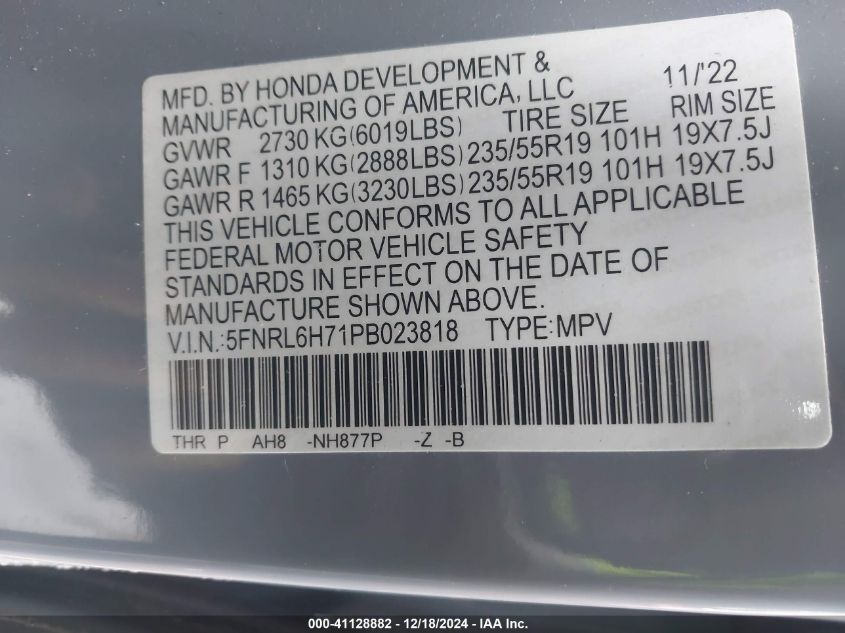 MFD. BY HONDA DEVELOPMENT & 11/'22
MANUFACTURING OF AMERICA, LLC
GVWR 2730 KG(6019LBS) TIRE SIZE RIM SIZE
GAWR F 1310 KG(2888LBS) 235/55R19 101H 19X7.5J
GAWR R 1465 KG(3230LBS) 235/55R19 101H 19X7.5J
THIS VEHICLE CONFORMS TO ALL APPLICABLE
FEDERAL MOTOR VEHICLE SAFETY
STANDARDS IN EFFECT ON THE DATE OF
MANUFACTURE SHOWN ABOVE.
V.I.N.:5FNRL6H71PB023818 TYPE:MPV
THR P AH8 -NH877P -Z -B
000-41128882 - 12/18/2024 - IAA Inc.